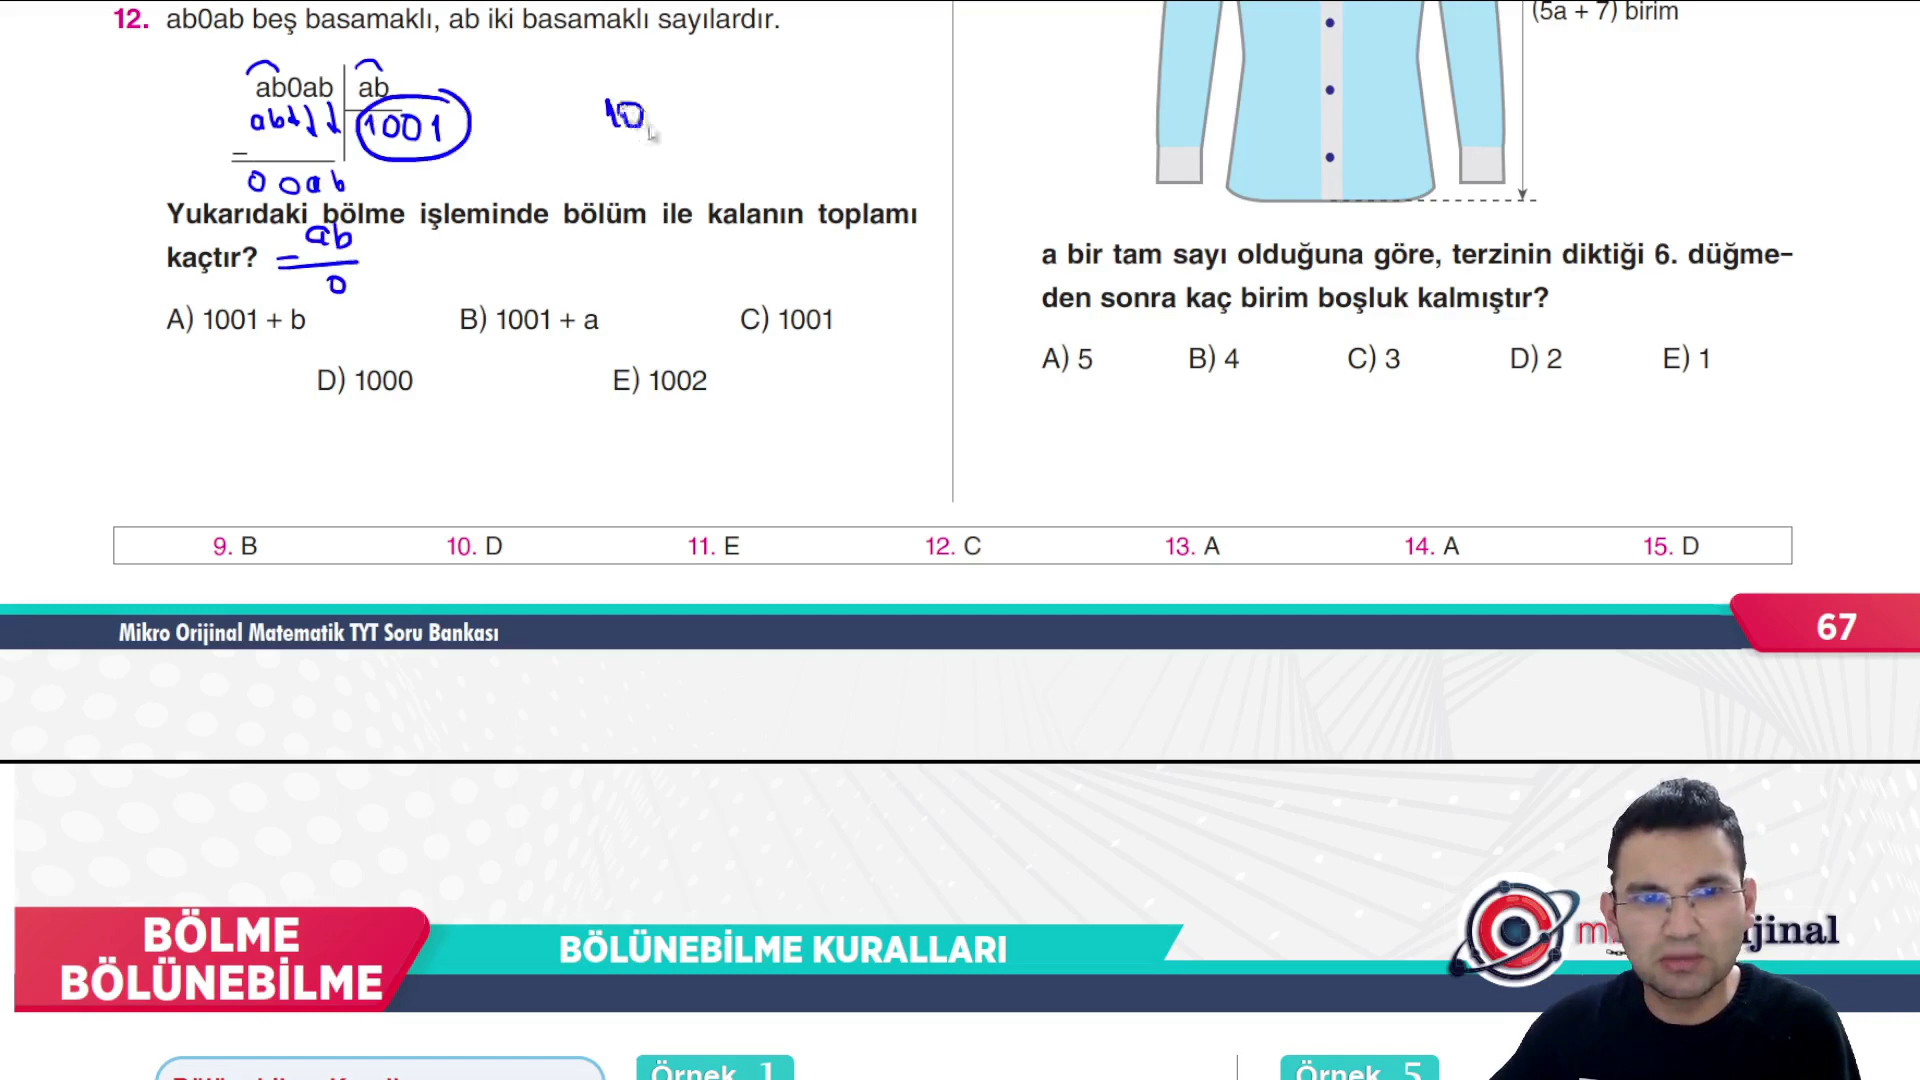 12. ab0ab beş basamaklı, ab iki basamaklı sayılardır.
ab0ab ab
ab 1001
00ab
Yukarıdaki bölme işleminde bölüm ile kalanın toplamı
kaçtır?
ab
0
10
A) 1001 + b B) 1001 + a C) 1001
D) 1000 E) 1002
(5a + 7) birim
a bir tam sayı olduğuna göre, terzinin diktiği 6. düğme-
den sonra kaç birim boşluk kalmıştır?
A) 5 B) 4 C) 3 D) 2 E) 1
9. B 10. D 11. E 12. C 13. A 14. A 15. D
Mikro Orijinal Matematik TYT Soru Bankası
67
BÖLME
BÖLÜNEBİLME
BÖLÜNEBİLME KURALLARI
Örnek 1
Örnek 5